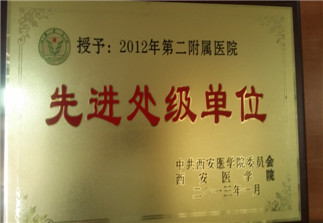 授予：2012年第二附属医院
先进处级单位
中共西安医学院委员会
西安医学院
二〇一三年一月